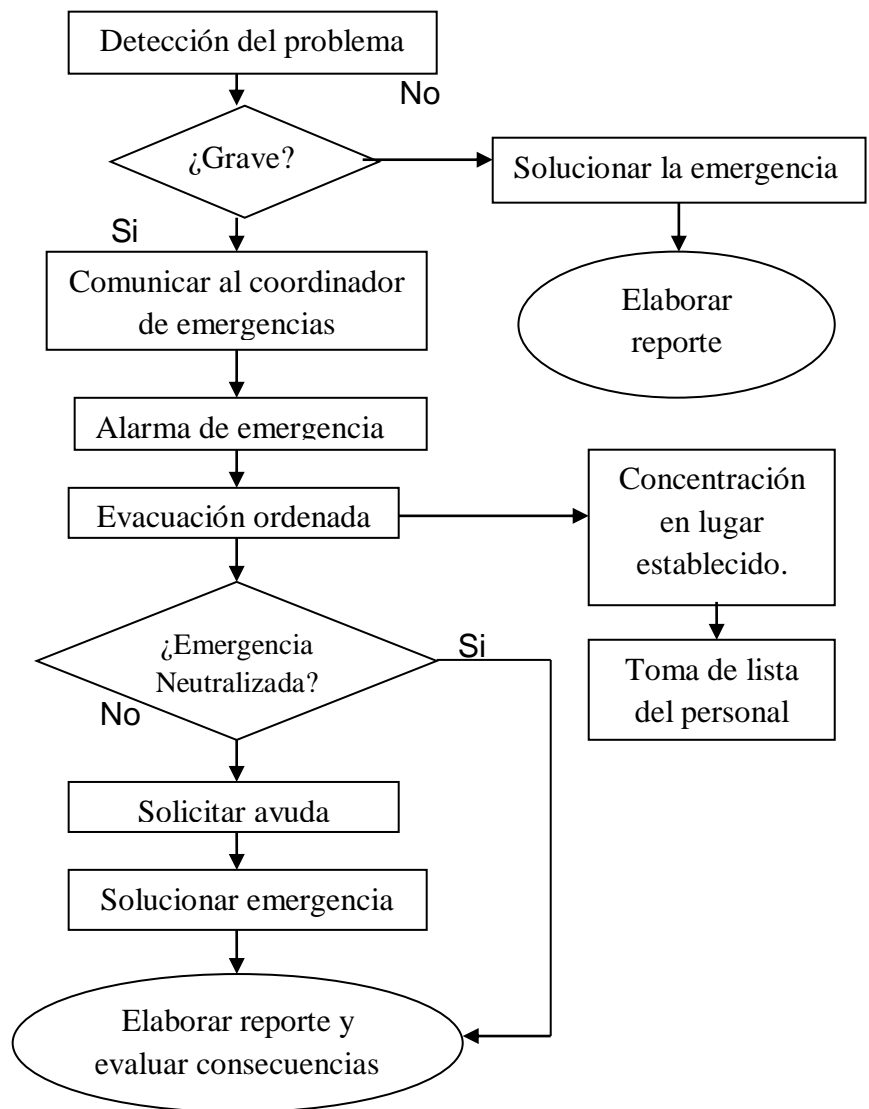 Detección del problema
No
¿Grave?
Solucionar la emergencia
Si
Comunicar al coordinador
de emergencias
Elaborar
reporte
Alarma de emergencia
Evacuación ordenada
Concentración
en lugar
establecido.
¿Emergencia
Neutralizada?
Si
No
Toma de lista
del personal
Solicitar ayuda
Solucionar emergencia
Elaborar reporte y
evaluar consecuencias